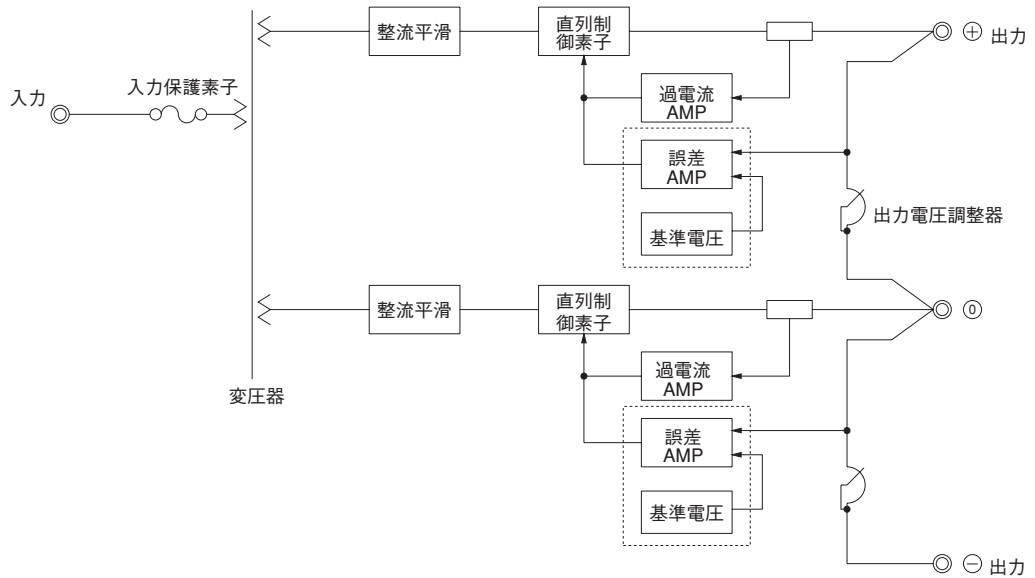 整流平滑
直列制
御素子
⊕ 出力
入力
入力保護素子
過電流
AMP
誤差
AMP
基準電圧
出力電圧調整器
整流平滑
直列制
御素子
⓪
過電流
AMP
変圧器
誤差
AMP
基準電圧
⊖ 出力